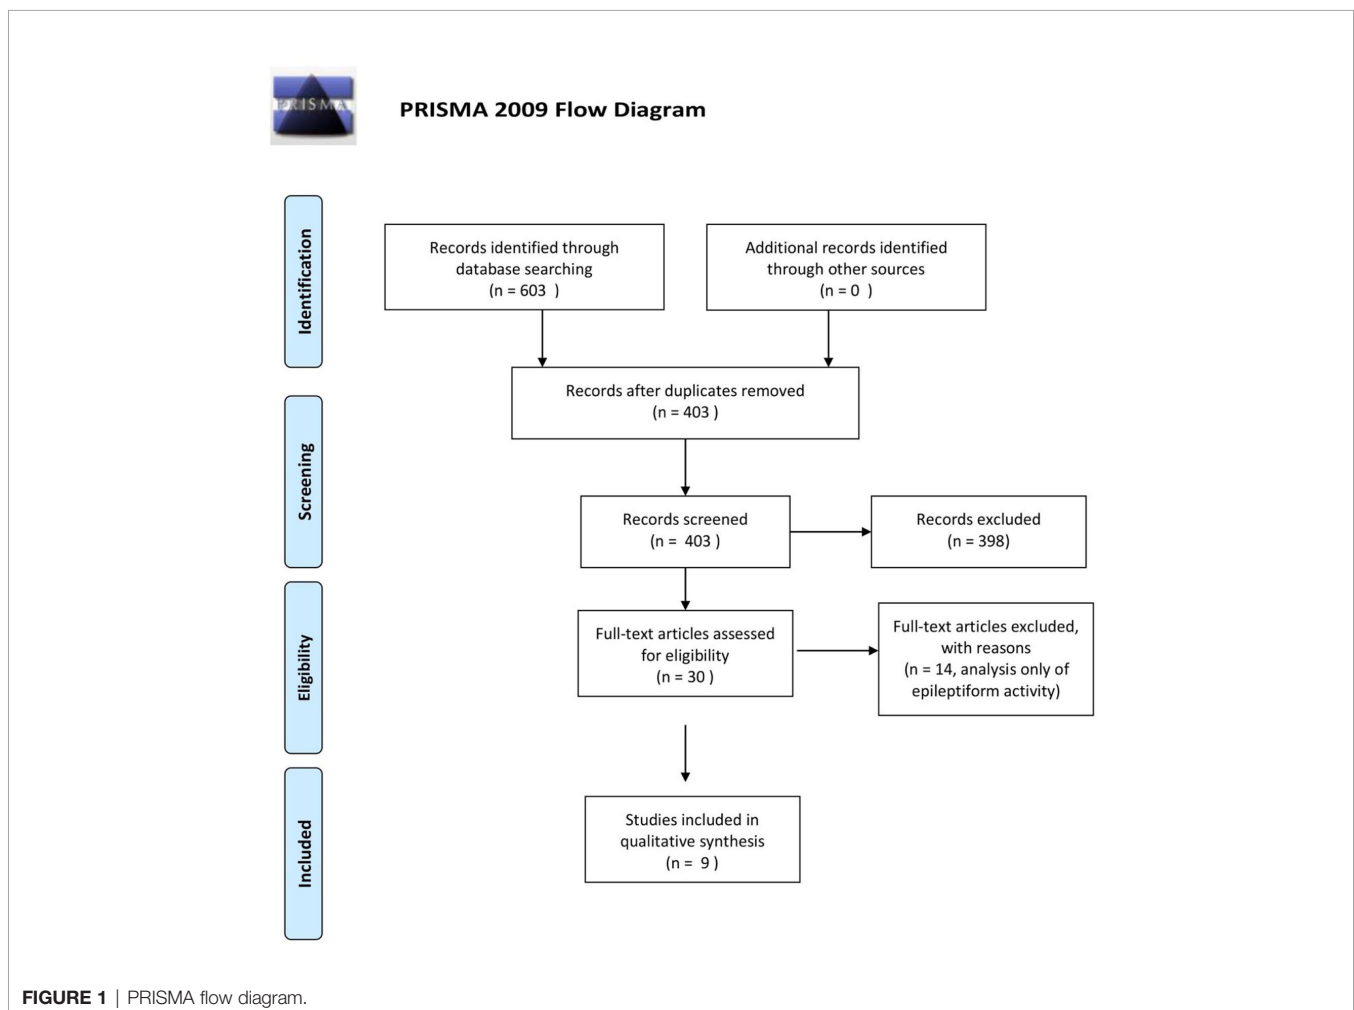 PRISMA
PRISMA 2009 Flow Diagram
Identification
Records identified through
database searching
(n = 603 )
Additional records identified
through other sources
(n = 0 )
Records after duplicates removed
(n = 403 )
Screening
Records screened
(n = 403 )
Records excluded
(n = 398)
Eligibility
Full-text articles assessed
for eligibility
(n = 30 )
Full-text articles excluded,
with reasons
(n = 14, analysis only of
epileptiform activity)
Included
Studies included in
qualitative synthesis
(n = 9 )
FIGURE 1 | PRISMA flow diagram.